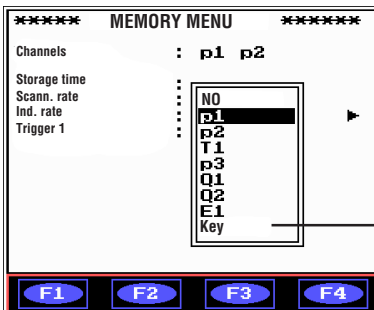 ***** MEMORY MENU ******
Channels : p1 p2
Storage time :
Scann. rate :
Ind. rate :
Trigger 1 :
NO
p1
p2
T1
p3
Q1
Q2
E1
Key
F1 F2 F3 F4